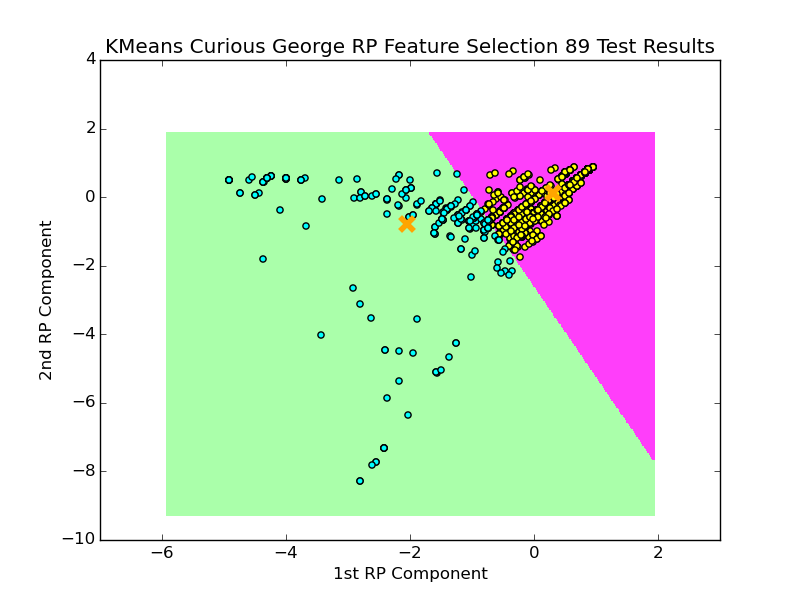 KMeans Curious George RP Feature Selection 89 Test Results
4
2
0
−2
−4
−6
−8
−10
2nd RP Component
−6 −4 −2 0 2
1st RP Component